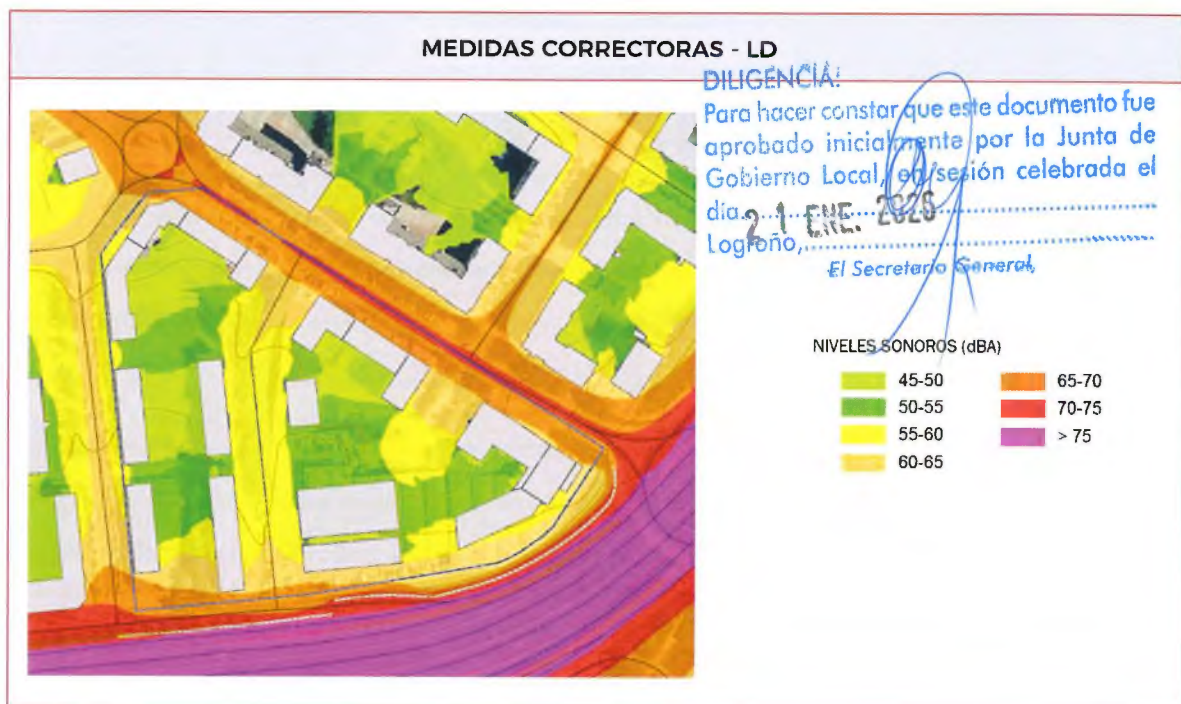 MEDIDAS CORRECTORAS - LD
DILIGENCIA:
Para hacer constar que este documento fue
aprobado inicialmente por la Junta de
Gobierno Local, en sesión celebrada el
día
21 ENE. 2026
Logroño,
El Secretario General,
NIVELES SONOROS (dBA)
45-50
50-55
55-60
60-65
65-70
70-75
> 75